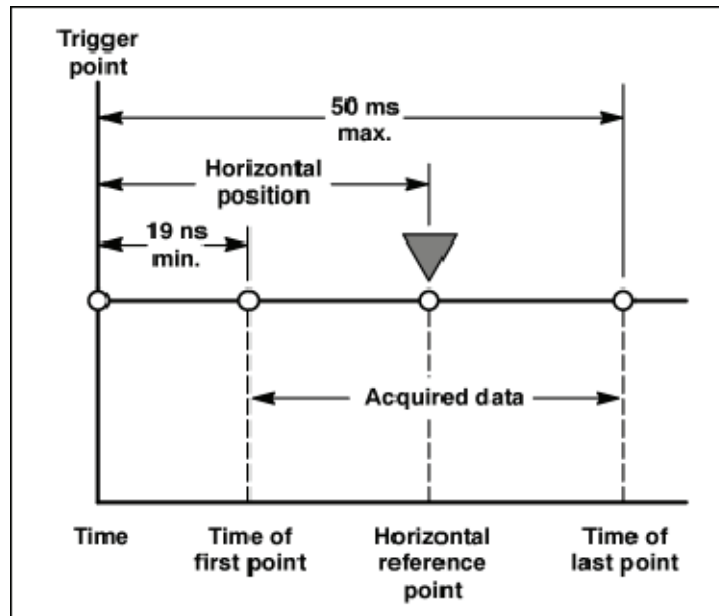 Trigger
point
50 ms
max.
Horizontal
position
19 ns
min.
Acquired data
Time
Time of
first point
Horizontal
reference
point
Time of
last point